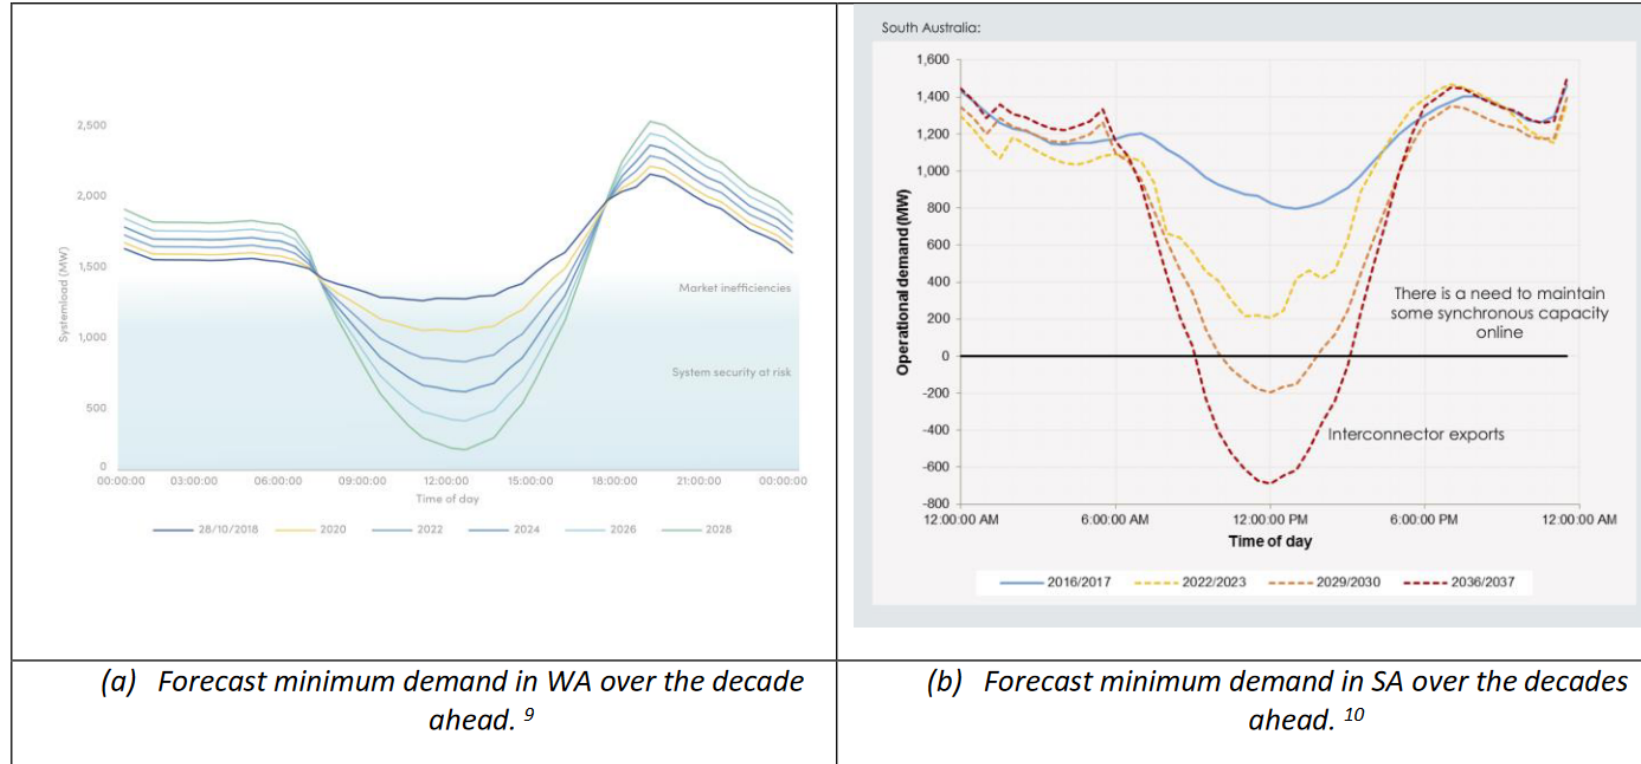 2,500
2,000
1,500
1,000
500
0
Systemload (MW)
Market inefficiencies
System security at risk
00:00:00 03:00:00 06:00:00 09:00:00 12:00:00 15:00:00 18:00:00 21:00:00 00:00:00
Time of day
28/10/2018 2020 2022 2024 2026 2028
South Australia:
1,600
1,400
1,200
1,000
800
600
400
200
0
-200
-400
-600
-800
Operational demand (MW)
There is a need to maintain
some synchronous capacity
online
Interconnector exports
12:00:00 AM 6:00:00 AM 12:00:00 PM 6:00:00 PM 12:00:00 AM
Time of day
2016/2017 2022/2023 2029/2030 2036/2037
(a) Forecast minimum demand in WA over the decade
ahead. 9
(b) Forecast minimum demand in SA over the decades
ahead. 10